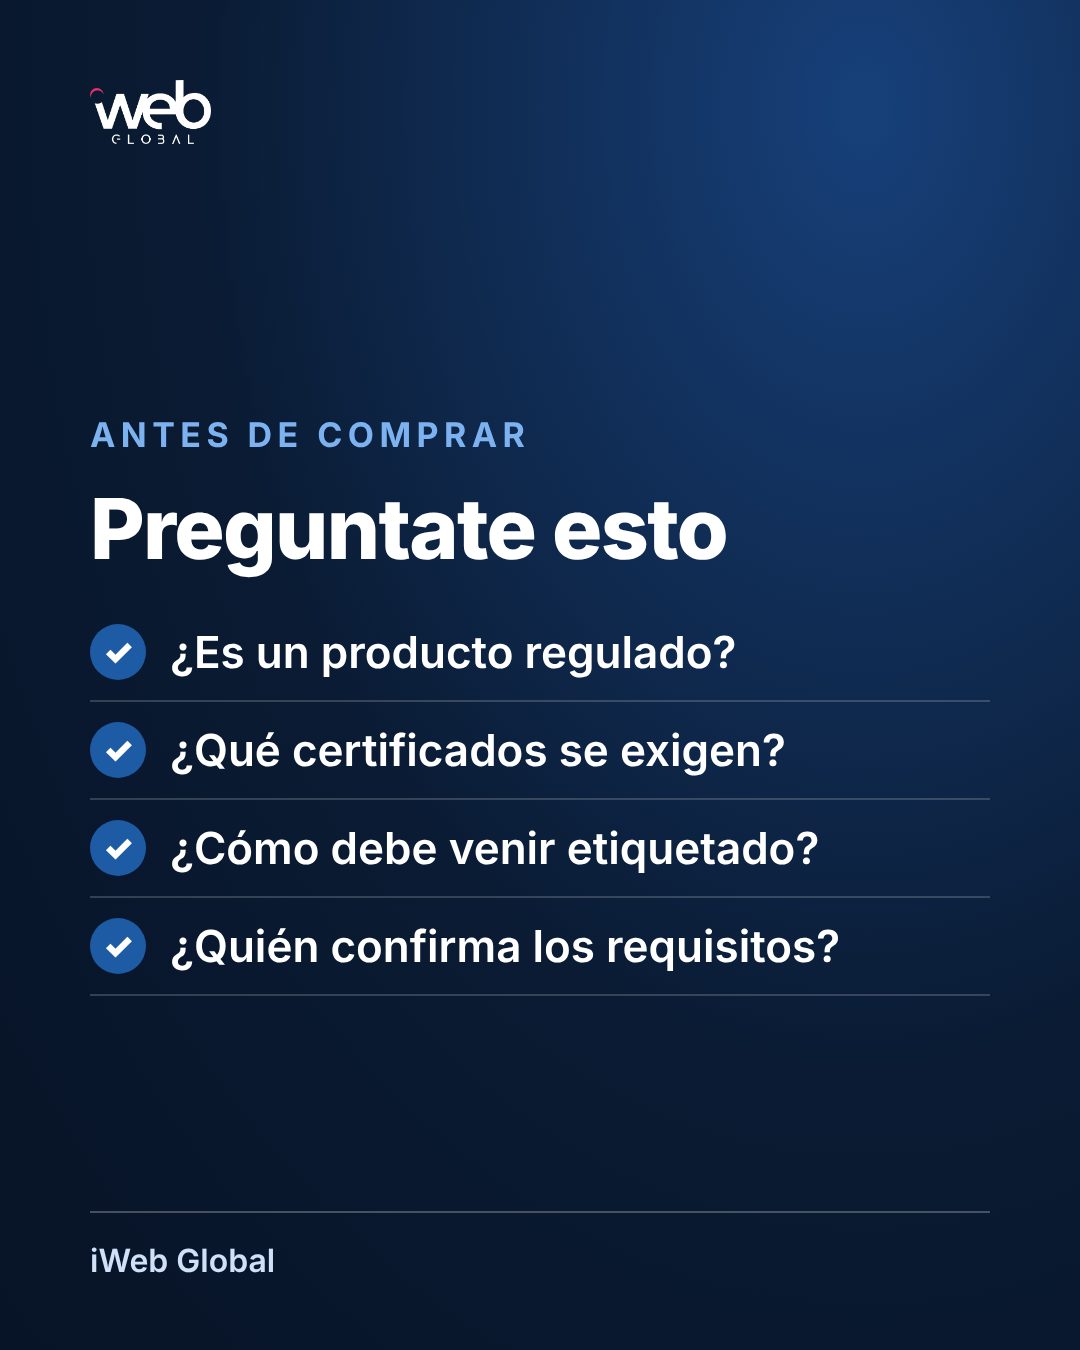 web
GLOBAL
ANTES DE COMPRAR
Preguntate esto
¿Es un producto regulado?
¿Qué certificados se exigen?
¿Cómo debe venir etiquetado?
¿Quién confirma los requisitos?
iWeb Global